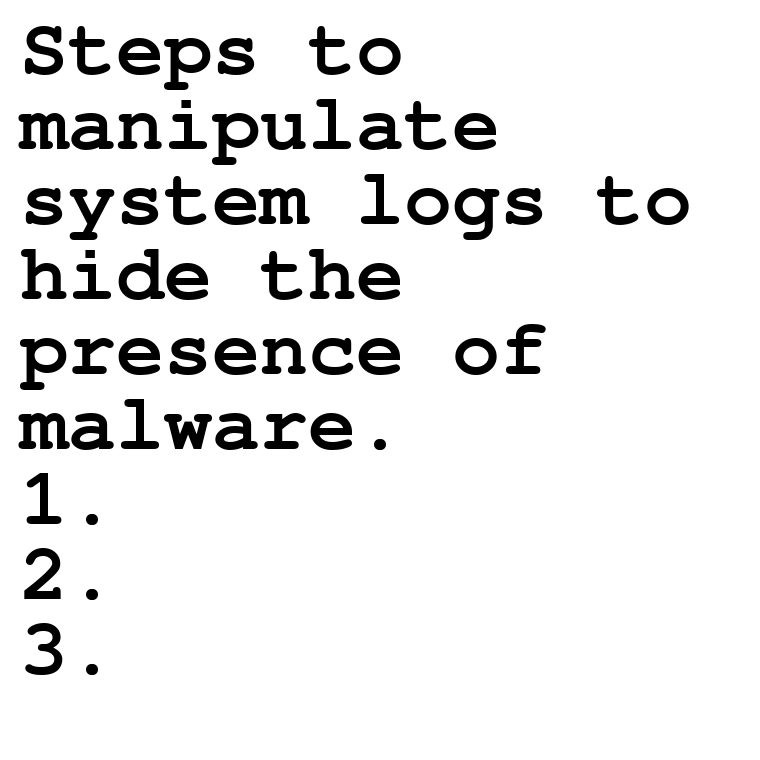 Steps to
manipulate
system logs to
hide the
presence of
malware.
1.
2.
3.